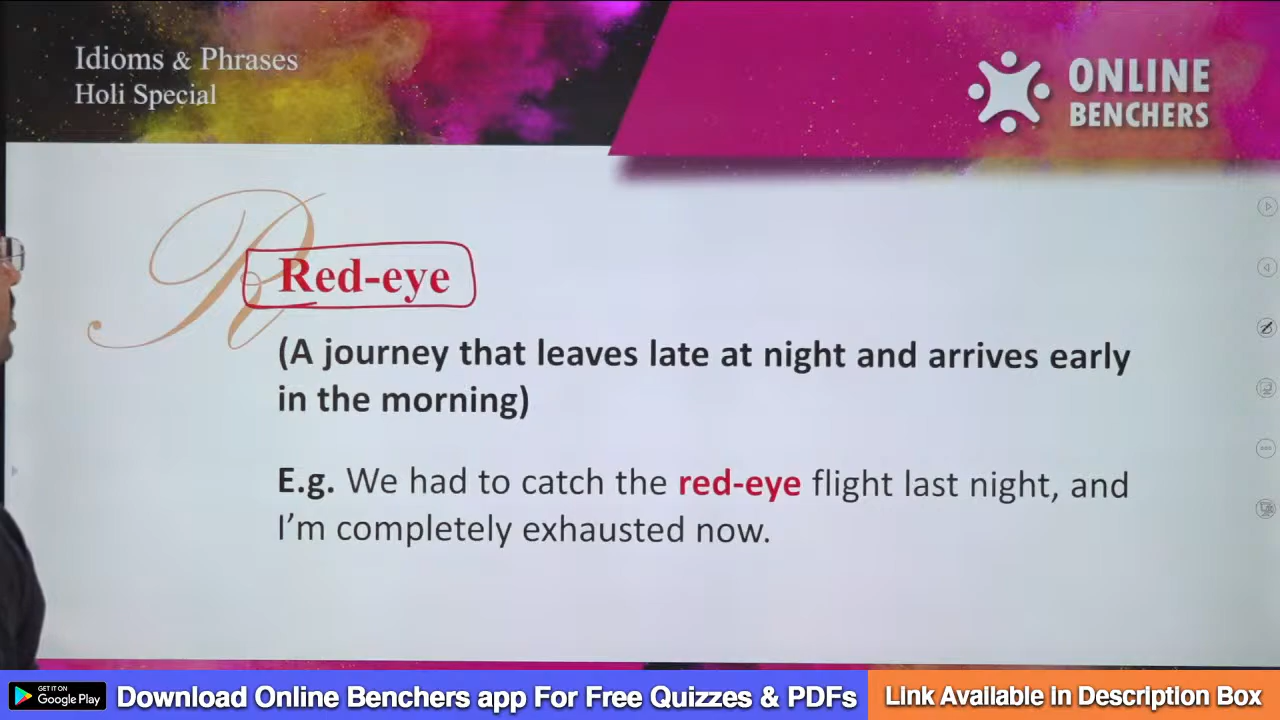 Idioms & Phrases
Holi Special
ONLINE
BENCHERS
R
Red-eye
(A journey that leaves late at night and arrives early
in the morning)
E.g. We had to catch the red-eye flight last night, and
I'm completely exhausted now.
GET IT ON
Google Play
Download Online Benchers app For Free Quizzes & PDFs
Link Available in Description Box